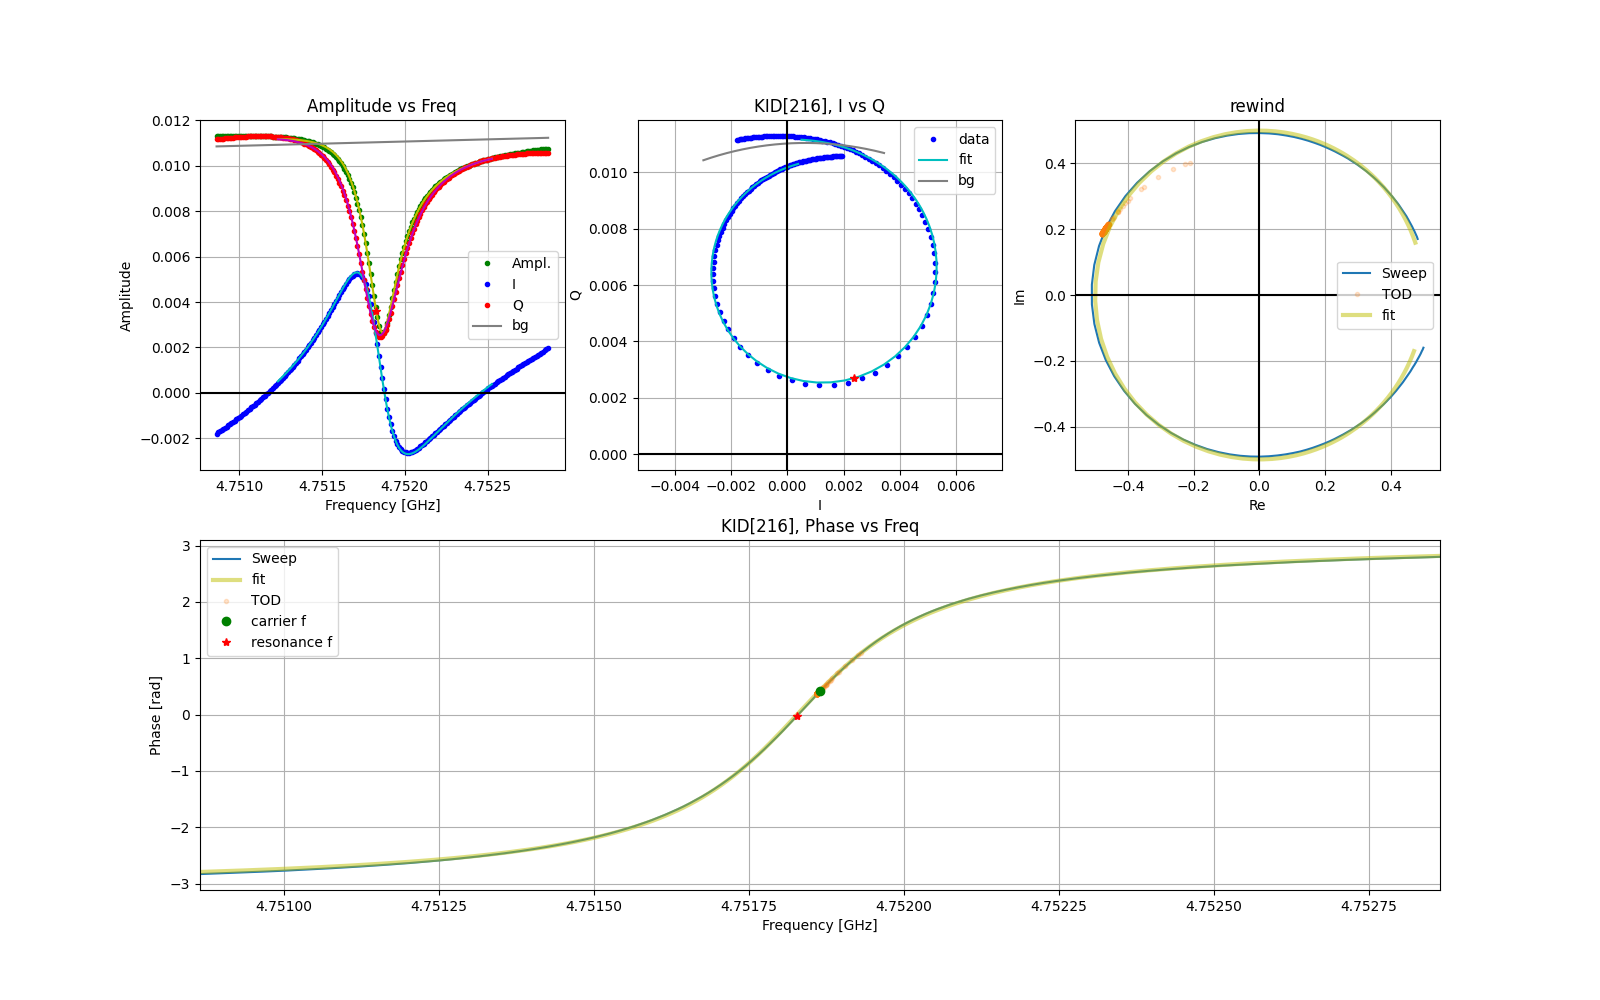 Amplitude vs Freq
0.012
0.010
0.008
0.006
0.004
0.002
0.000
−0.002
Amplitude
Ampl.
I
Q
bg
4.7510 4.7515 4.7520 4.7525
Frequency [GHz]
KID[216], I vs Q
0.010
0.008
0.006
0.004
0.002
0.000
Q
data
fit
bg
−0.004 −0.002 0.000 0.002 0.004 0.006
I
rewind
0.4
0.2
0.0
−0.2
−0.4
Im
Sweep
TOD
fit
−0.4 −0.2 0.0 0.2 0.4
Re
KID[216], Phase vs Freq
3
2
1
0
−1
−2
−3
Phase [rad]
Sweep
fit
TOD
carrier f
resonance f
4.75100 4.75125 4.75150 4.75175 4.75200 4.75225 4.75250 4.75275
Frequency [GHz]